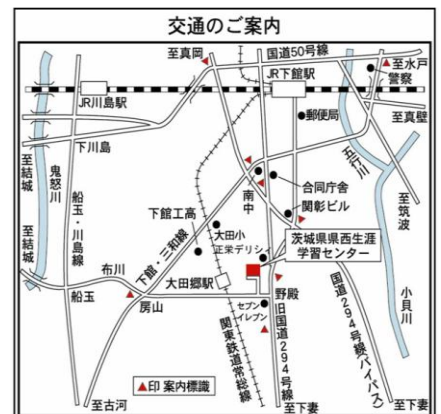 交通のご案内
至真岡
国道50号線
至水戸
JR下館駅
警察
JR川島駅
郵便局
至真壁
下川島
五行川
至結城
鬼怒川
南中
合同庁舎
関彰ビル
至筑波
船玉・川島線
下館工高
大田小
正栄デリシィ
茨城県県西生涯
学習センター
下館・三和線
至結城
布川
大田郷駅
野殿
小貝川
船玉
房山
セブン
イレブン
関東鉄道常総線
旧国道294号線
国道294号線(バイパス)
▲印 案内標識
至古河
至下妻
至下妻